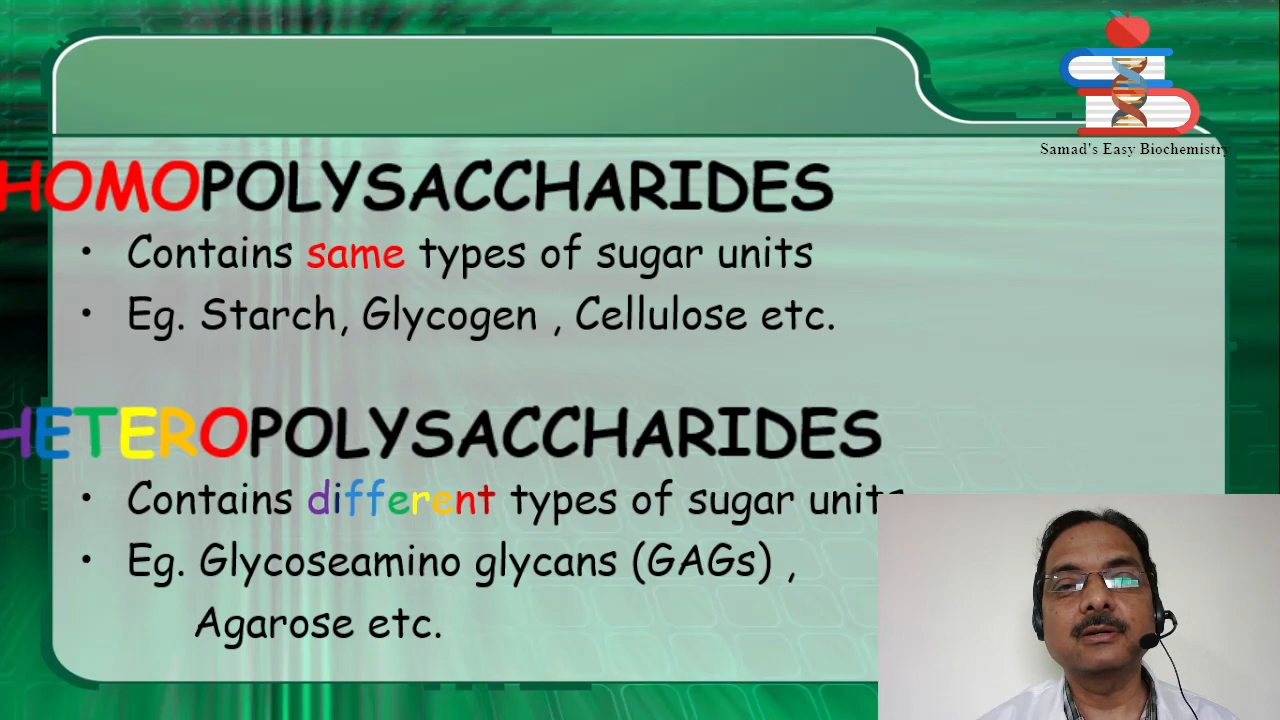 Samad's Easy Biochemistry
HOMOPOLYSACCHARIDES
• Contains same types of sugar units
• Eg. Starch, Glycogen , Cellulose etc.
HETEROPOLYSACCHARIDES
• Contains different types of sugar units
• Eg. Glycoseamino glycans (GAGs) ,
Agarose etc.